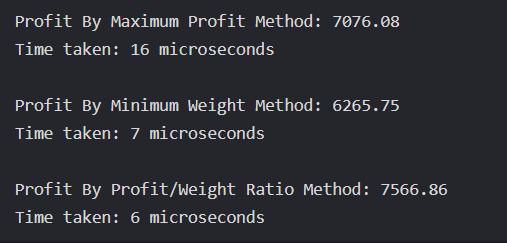 Profit By Maximum Profit Method: 7076.08
Time taken: 16 microseconds
Profit By Minimum Weight Method: 6265.75
Time taken: 7 microseconds
Profit By Profit/Weight Ratio Method: 7566.86
Time taken: 6 microseconds